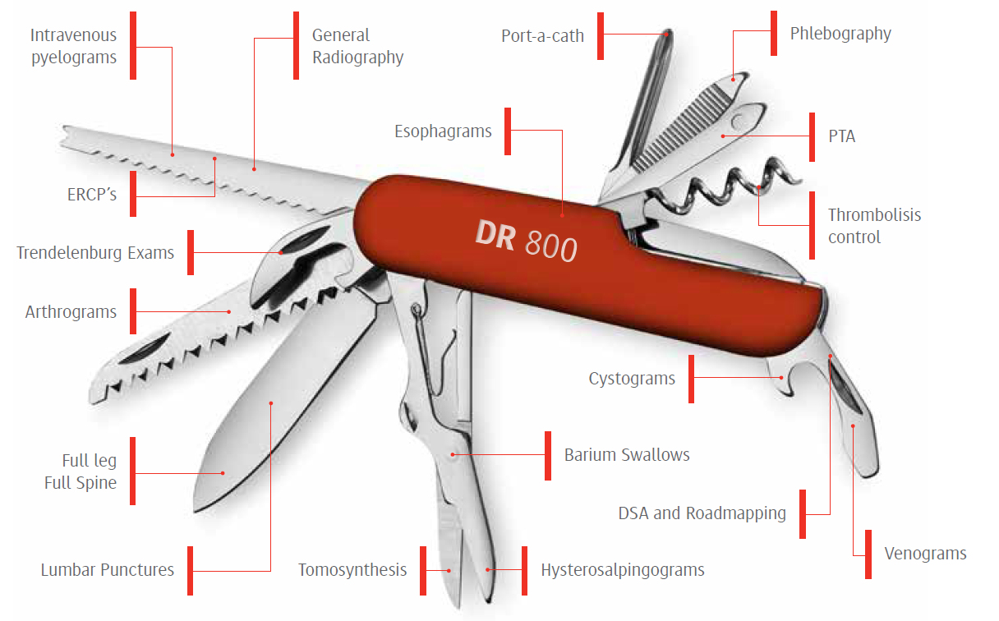 Intravenous
pyelograms
General
Radiography
Port-a-cath
Phlebography
Esophagrams
PTA
ERCP's
Thrombolisis
control
Trendelenburg Exams
DR 800
Arthrograms
Cystograms
Full leg
Full Spine
Barium Swallows
DSA and Roadmapping
Lumbar Punctures
Tomosynthesis
Hysterosalpingograms
Venograms